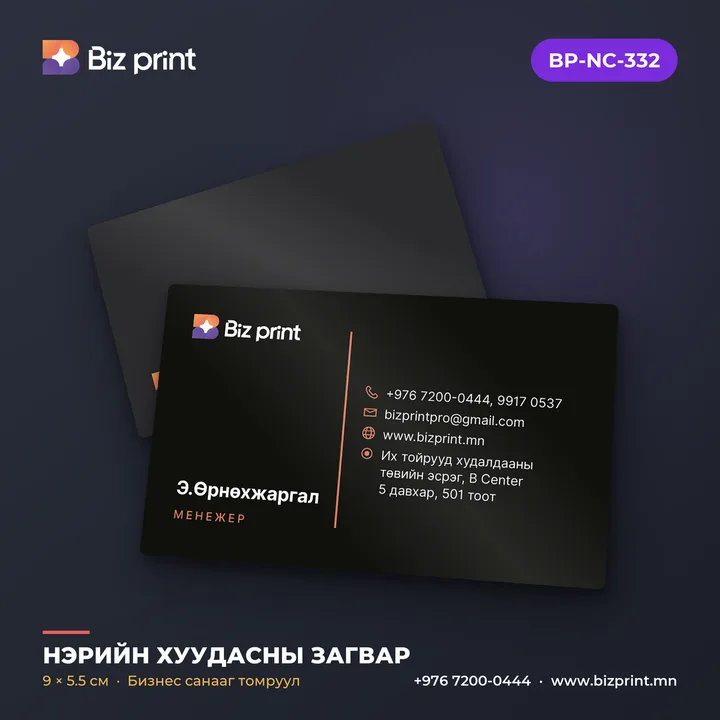 Biz print
BP-NC-332
Biz print
+976 7200-0444, 9917 0537
bizprintpro@gmail.com
www.bizprint.mn
Их тойрууд худалдааны
төвийн эсрэг, B Center
5 давхар, 501 тоот
Э.Өрнөхжаргал
МЕНЕЖЕР
НЭРИЙН ХУУДАСНЫ ЗАГВАР
9 × 5.5 см · Бизнес санааг томруул
+976 7200-0444 · www.bizprint.mn